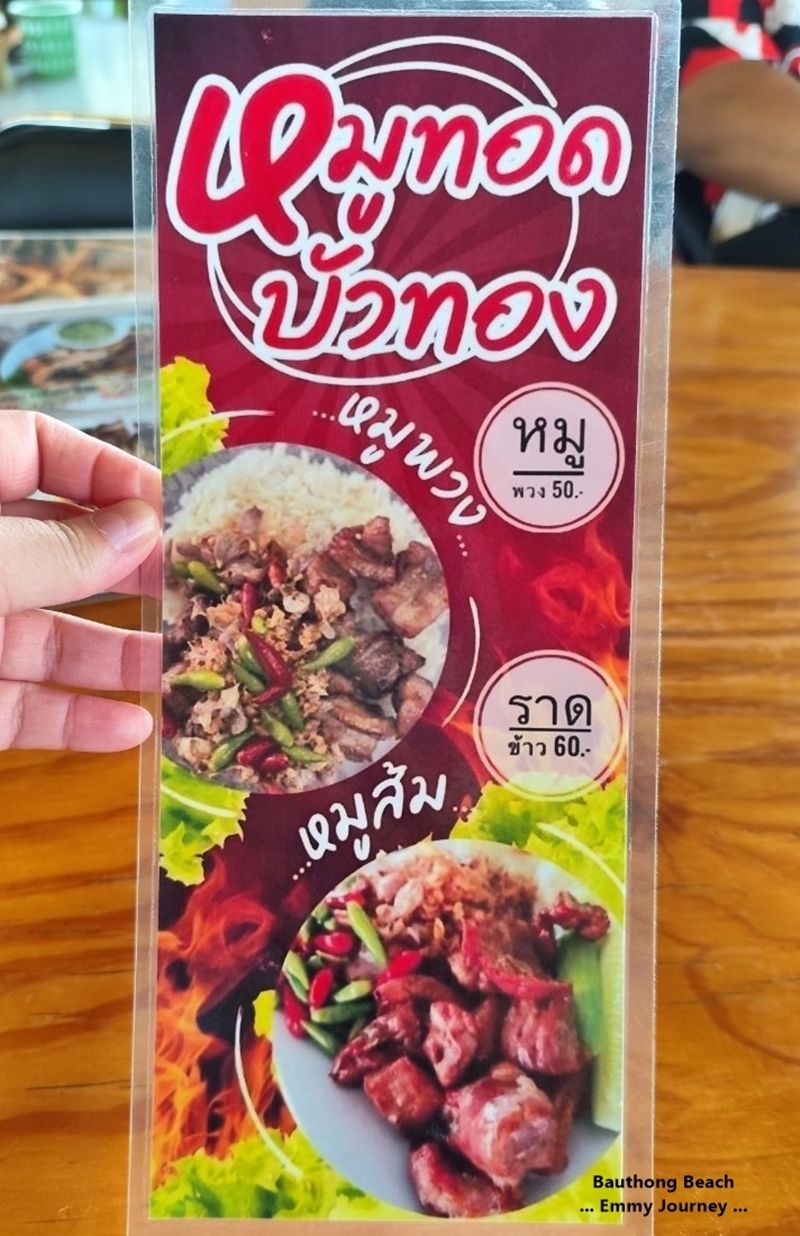 หมูทอด
บัวทอง
...หมูพวง...
หมู
พวง 50.-
ราด
ข้าว 60.-
...หมูส้ม...
Bauthong Beach
... Emmy Journey ...